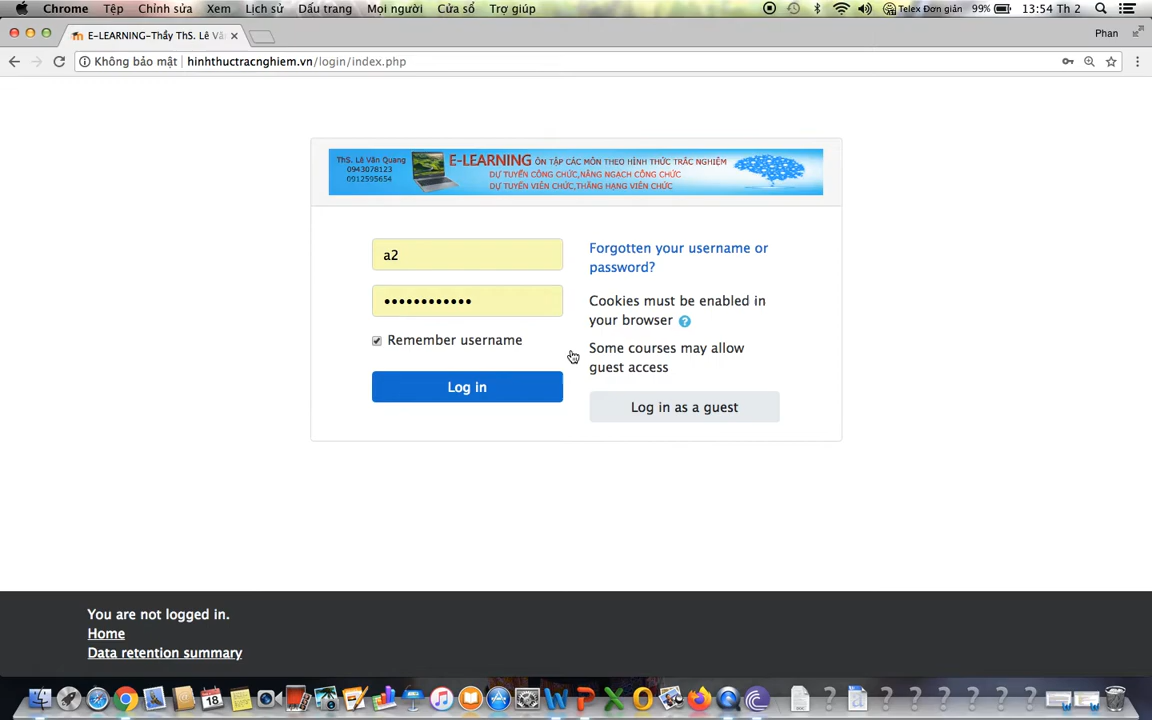 Chrome Tệp Chỉnh sửa Xem Lịch sử Dấu trang Mọi người Cửa sổ Trợ giúp Telex Đơn giản 99% 13:54 Th 2
E-LEARNING-Thầy ThS. Lê Vă Phan
Không bảo mật hinhthuctracnghiem.vn/login/index.php
ThS. Lê Văn Quang
0943078123
0912595654
E-LEARNING ÔN TẬP CÁC MÔN THEO HÌNH THỨC TRẮC NGHIỆM
DỰ TUYỂN CÔNG CHỨC,NÂNG NGẠCH CÔNG CHỨC
DỰ TUYỂN VIÊN CHỨC,THĂNG HẠNG VIÊN CHỨC
a2
••••••••••••
Remember username
Log in
Forgotten your username or
password?
Cookies must be enabled in
your browser
Some courses may allow
guest access
Log in as a guest
You are not logged in.
Home
Data retention summary
18